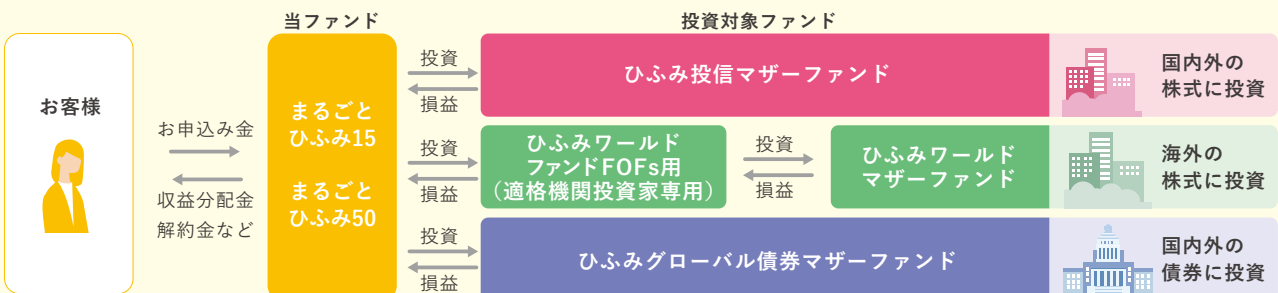 当ファンド
投資対象ファンド
お客様
お申込み金
収益分配金
解約金など
まるごと
ひふみ15
まるごと
ひふみ50
投資
損益
ひふみ投信マザーファンド
国内外の
株式に投資
投資
損益
ひふみワールド
ファンドFOFs用
(適格機関投資家専用)
投資
損益
ひふみワールド
マザーファンド
海外の
株式に投資
投資
損益
ひふみグローバル債券マザーファンド
国内外の
債券に投資